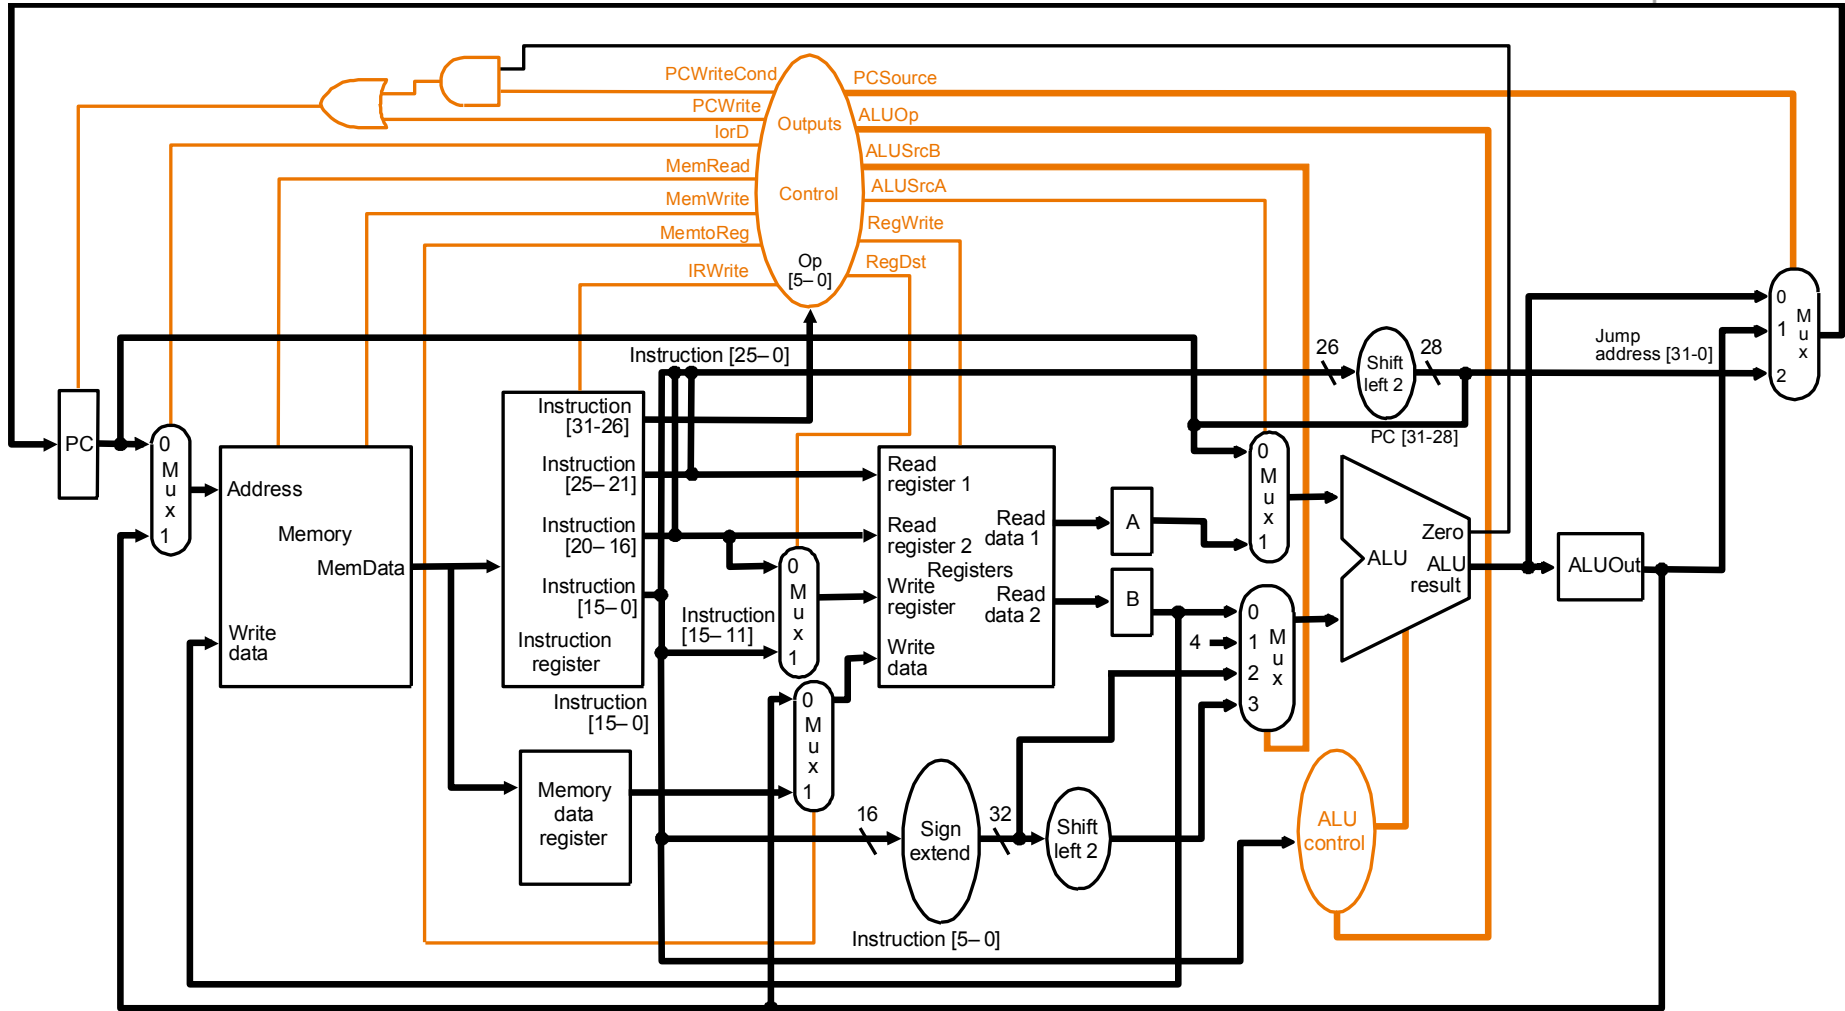 PCWriteCond
PCSource
PCWrite
ALUOp
Outputs
IorD
ALUSrcB
MemRead
ALUSrcA
Control
MemWrite
RegWrite
MemtoReg
RegDst
IRWrite
Op
[5–0]
0
1
2
M
u
x
Jump
address [31-0]
Instruction [25–0]
26
Shift
left 2
28
PC [31-28]
PC
0
M
u
x
1
Address
Memory
MemData
Write
data
Instruction
[31-26]
Instruction
[25–21]
Instruction
[20–16]
Instruction
[15–0]
Instruction
register
Instruction
[15–11]
Instruction
[15–0]
0
M
u
x
1
Read
register 1
Read
register 2
Registers
Write
register
Write
data
Read
data 1
Read
data 2
A
B
0
M
u
x
1
4
0
1
2
3
M
u
x
Zero
ALU
ALU
result
ALUOut
0
M
u
x
1
Memory
data
register
16
Sign
extend
32
Shift
left 2
ALU
control
Instruction [5–0]